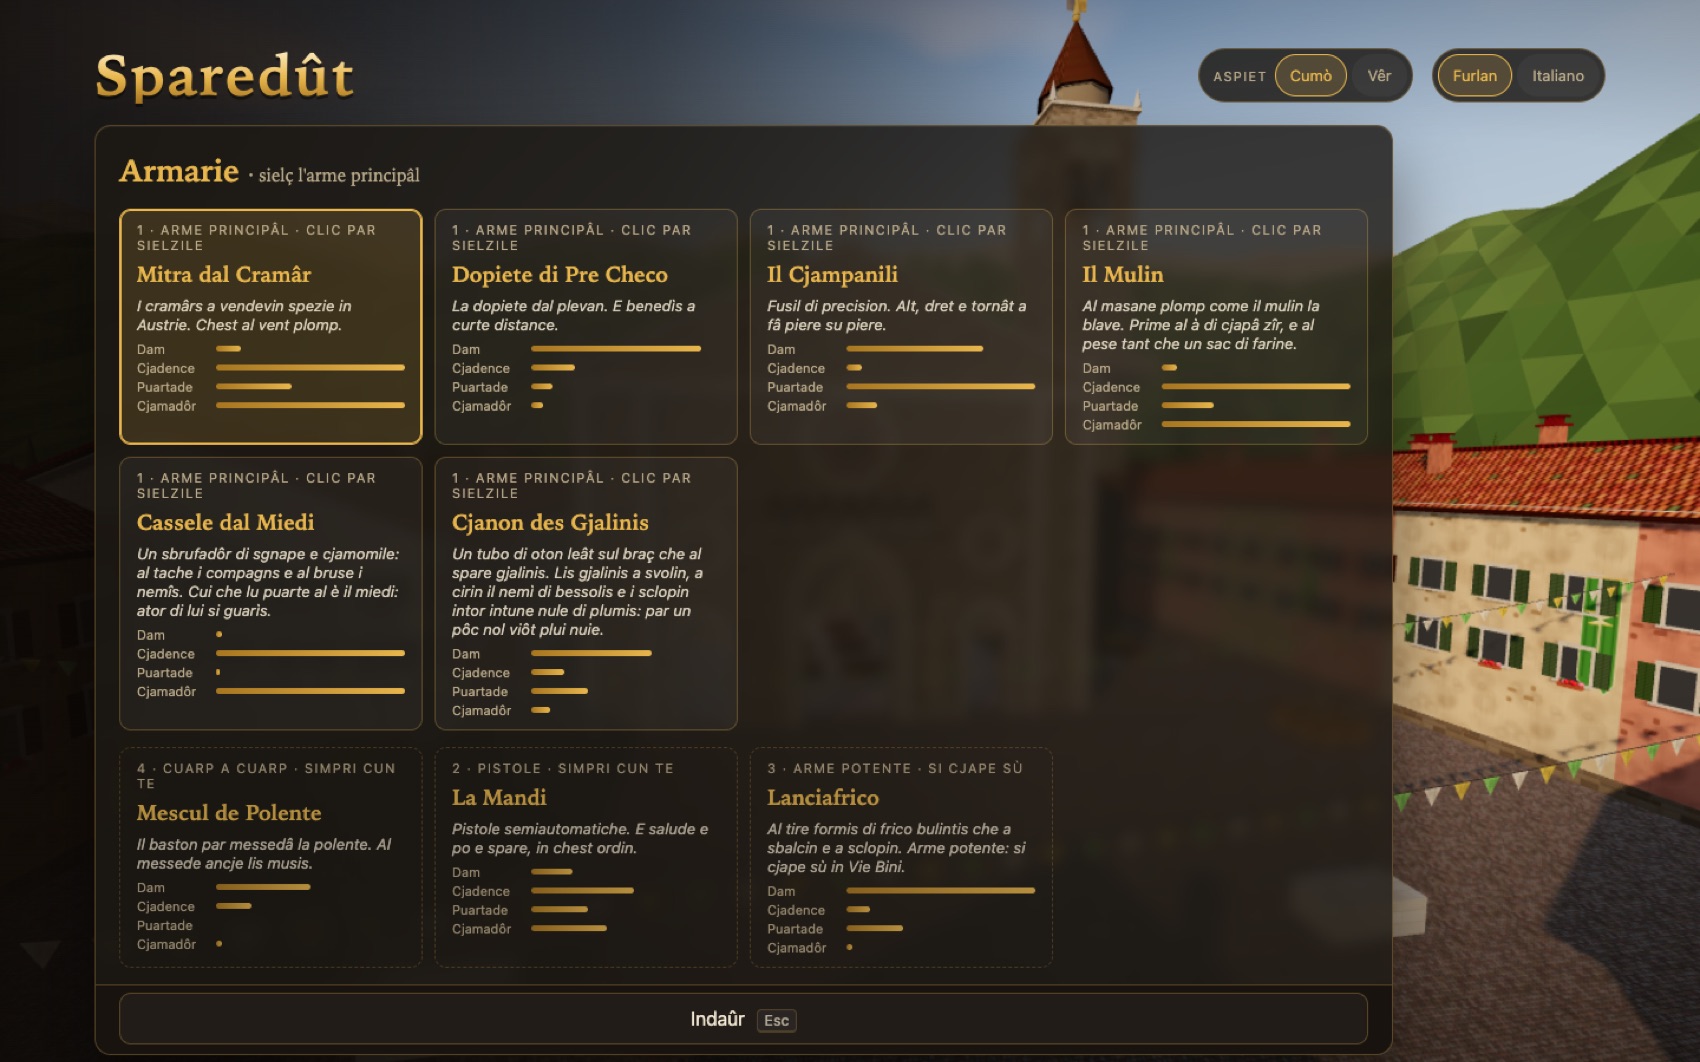 Sparedût
ASPIET Cumò Vêr Furlan Italiano
Armarie · sielç l'arme principâl
1 · ARME PRINCIPÂL · CLIC PAR
SIELZILE
Mitra dal Cramâr
I cramârs a vendevin spezie in
Austrie. Chest al vent plomp.
Dam
Cjadence
Puartade
Cjamadôr
1 · ARME PRINCIPÂL · CLIC PAR
SIELZILE
Dopiete di Pre Checo
La dopiete dal plevan. E benedìs a
curte distance.
Dam
Cjadence
Puartade
Cjamadôr
1 · ARME PRINCIPÂL · CLIC PAR
SIELZILE
Il Cjampanili
Fusil di precision. Alt, dret e tornât a
fâ piere su piere.
Dam
Cjadence
Puartade
Cjamadôr
1 · ARME PRINCIPÂL · CLIC PAR
SIELZILE
Il Mulin
Al masane plomp come il mulin la
blave. Prime al à di cjapâ zîr, e al
pese tant che un sac di farine.
Dam
Cjadence
Puartade
Cjamadôr
1 · ARME PRINCIPÂL · CLIC PAR
SIELZILE
Cassele dal Miedi
Un sbrufadôr di sgnape e cjamomile:
al tache i compagns e al bruse i
nemîs. Cui che lu puarte al è il miedi:
ator di lui si guarìs.
Dam
Cjadence
Puartade
Cjamadôr
1 · ARME PRINCIPÂL · CLIC PAR
SIELZILE
Cjanon des Gjalinis
Un tubo di oton leât sul braç che al
spare gjalinis. Lis gjalinis a svolin, a
cirin il nemì di bessolis e i sclopin
intor intune nule di plumis: par un
pôc nol viôt plui nuie.
Dam
Cjadence
Puartade
Cjamadôr
4 · CUARP A CUARP · SIMPRI CUN
TE
Mescul de Polente
Il baston par messedâ la polente. Al
messede ancje lis musis.
Dam
Cjadence
Puartade
Cjamadôr
2 · PISTOLE · SIMPRI CUN TE
La Mandi
Pistole semiautomatiche. E salude e
po e spare, in chest ordin.
Dam
Cjadence
Puartade
Cjamadôr
3 · ARME POTENTE · SI CJAPE SÙ
Lanciafrico
Al tire formis di frico bulintis che a
sbalcin e a sclopin. Arme potente: si
cjape sù in Vie Bini.
Dam
Cjadence
Puartade
Cjamadôr
Indaûr Esc